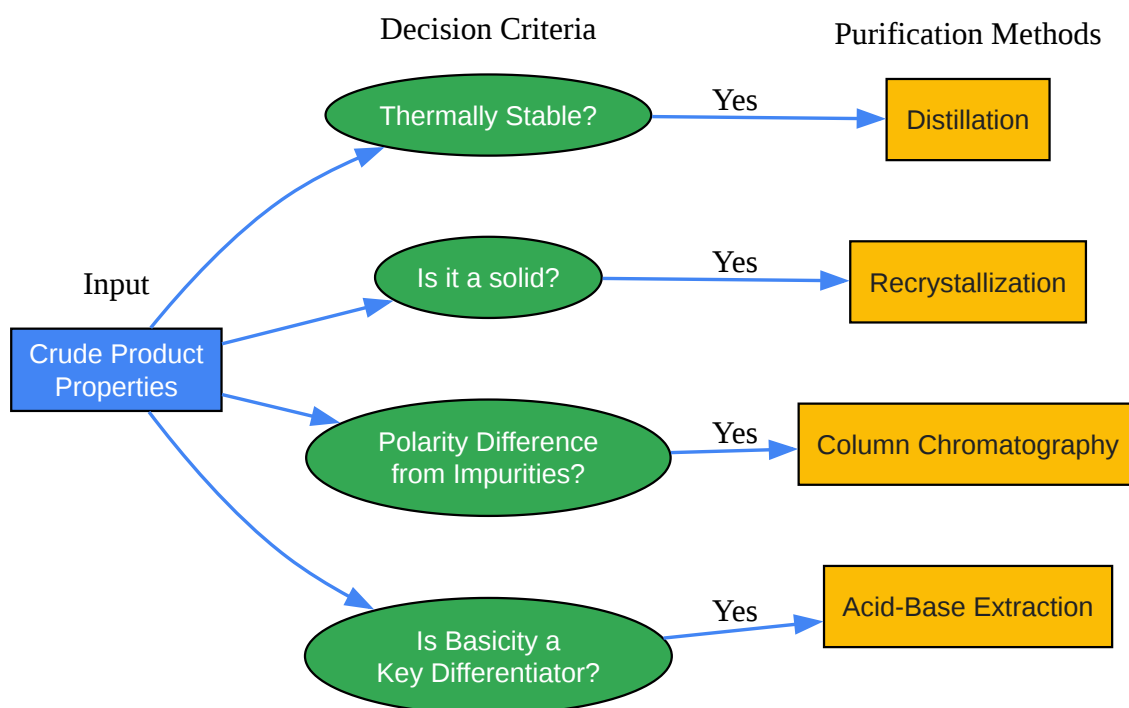 Decision Criteria
Purification Methods
Thermally Stable?
Yes
Distillation
Is it a solid?
Yes
Recrystallization
Input
Crude Product
Properties
Polarity Difference
from Impurities?
Yes
Column Chromatography
Is Basicity a
Key Differentiator?
Yes
Acid-Base Extraction